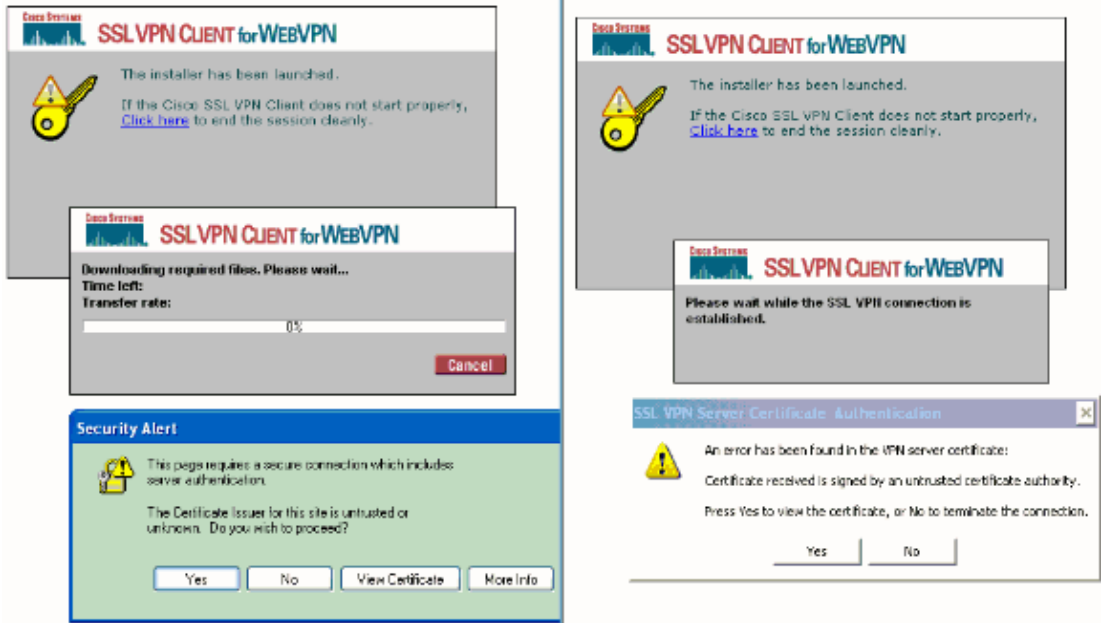 CISCO SYSTEMS
SSL VPN CLIENT for WEBVPN
The installer has been launched.
If the Cisco SSL VPN Client does not start properly,
Click here to end the session cleanly.
CISCO SYSTEMS
SSL VPN CLIENT for WEBVPN
Downloading required files. Please wait...
Time left:
Transfer rate:
0%
Cancel
Security Alert
This page requires a secure connection which includes
server authentication.
The Certificate Issuer for this site is untrusted or
unknown. Do you wish to proceed?
Yes No View Certificate More Info
CISCO SYSTEMS
SSL VPN CLIENT for WEBVPN
The installer has been launched.
If the Cisco SSL VPN Client does not start properly,
Click here to end the session cleanly.
CISCO SYSTEMS
SSL VPN CLIENT for WEBVPN
Please wait while the SSL VPN connection is
established.
SSL VPN Server Certificate Authentication
An error has been found in the VPN server certificate:
Certificate received is signed by an untrusted certificate authority.
Press Yes to view the certificate, or No to terminate the connection.
Yes No